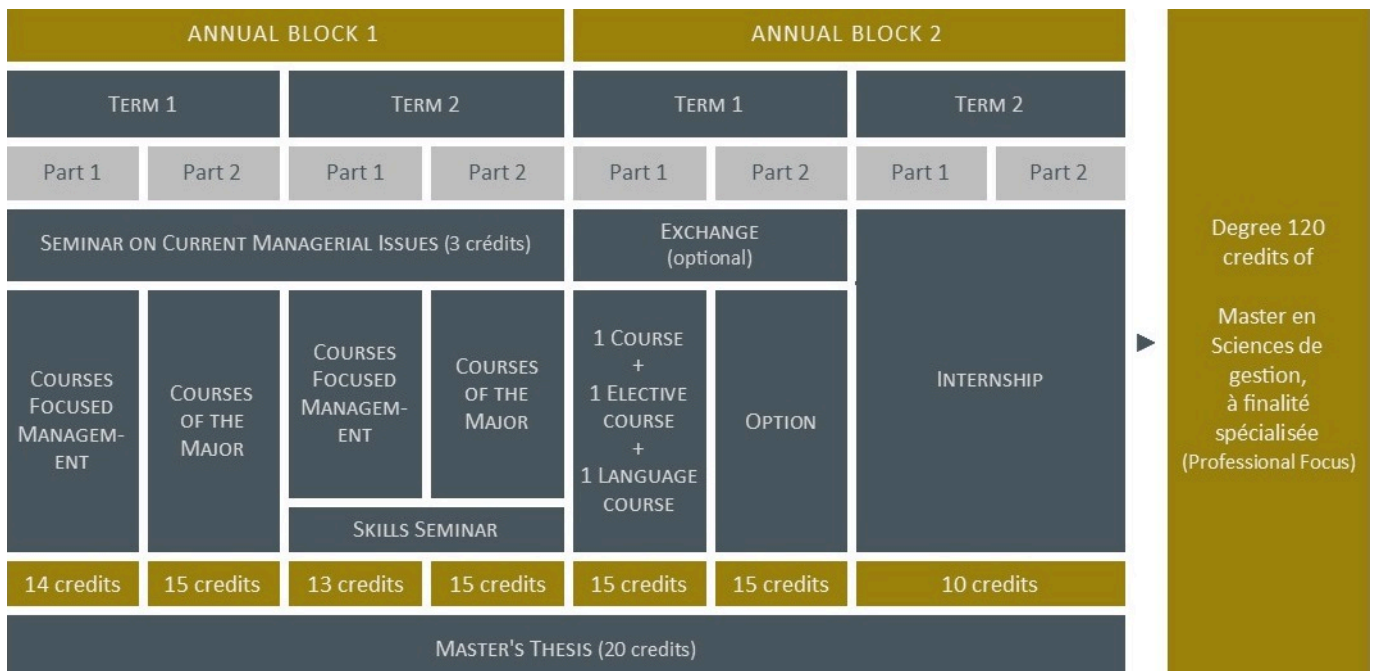 ANNUAL BLOCK 1
ANNUAL BLOCK 2
TERM 1
TERM 2
TERM 1
TERM 2
Part 1
Part 2
Part 1
Part 2
Part 1
Part 2
Part 1
Part 2
SEMINAR ON CURRENT MANAGERIAL ISSUES (3 crédits)
EXCHANGE
(optional)
COURSES
FOCUSED
MANAGEM-
ENT
COURSES
OF THE
MAJOR
COURSES
FOCUSED
MANAGEM-
ENT
COURSES
OF THE
MAJOR
SKILLS SEMINAR
1 COURSE
+
1 ELECTIVE
COURSE
+
1 LANGUAGE
COURSE
OPTION
INTERNSHIP
14 credits
15 credits
13 credits
15 credits
15 credits
15 credits
10 credits
MASTER'S THESIS (20 credits)
Degree 120
credits of
Master en
Sciences de
gestion,
à finalité
spécialisée
(Professional Focus)